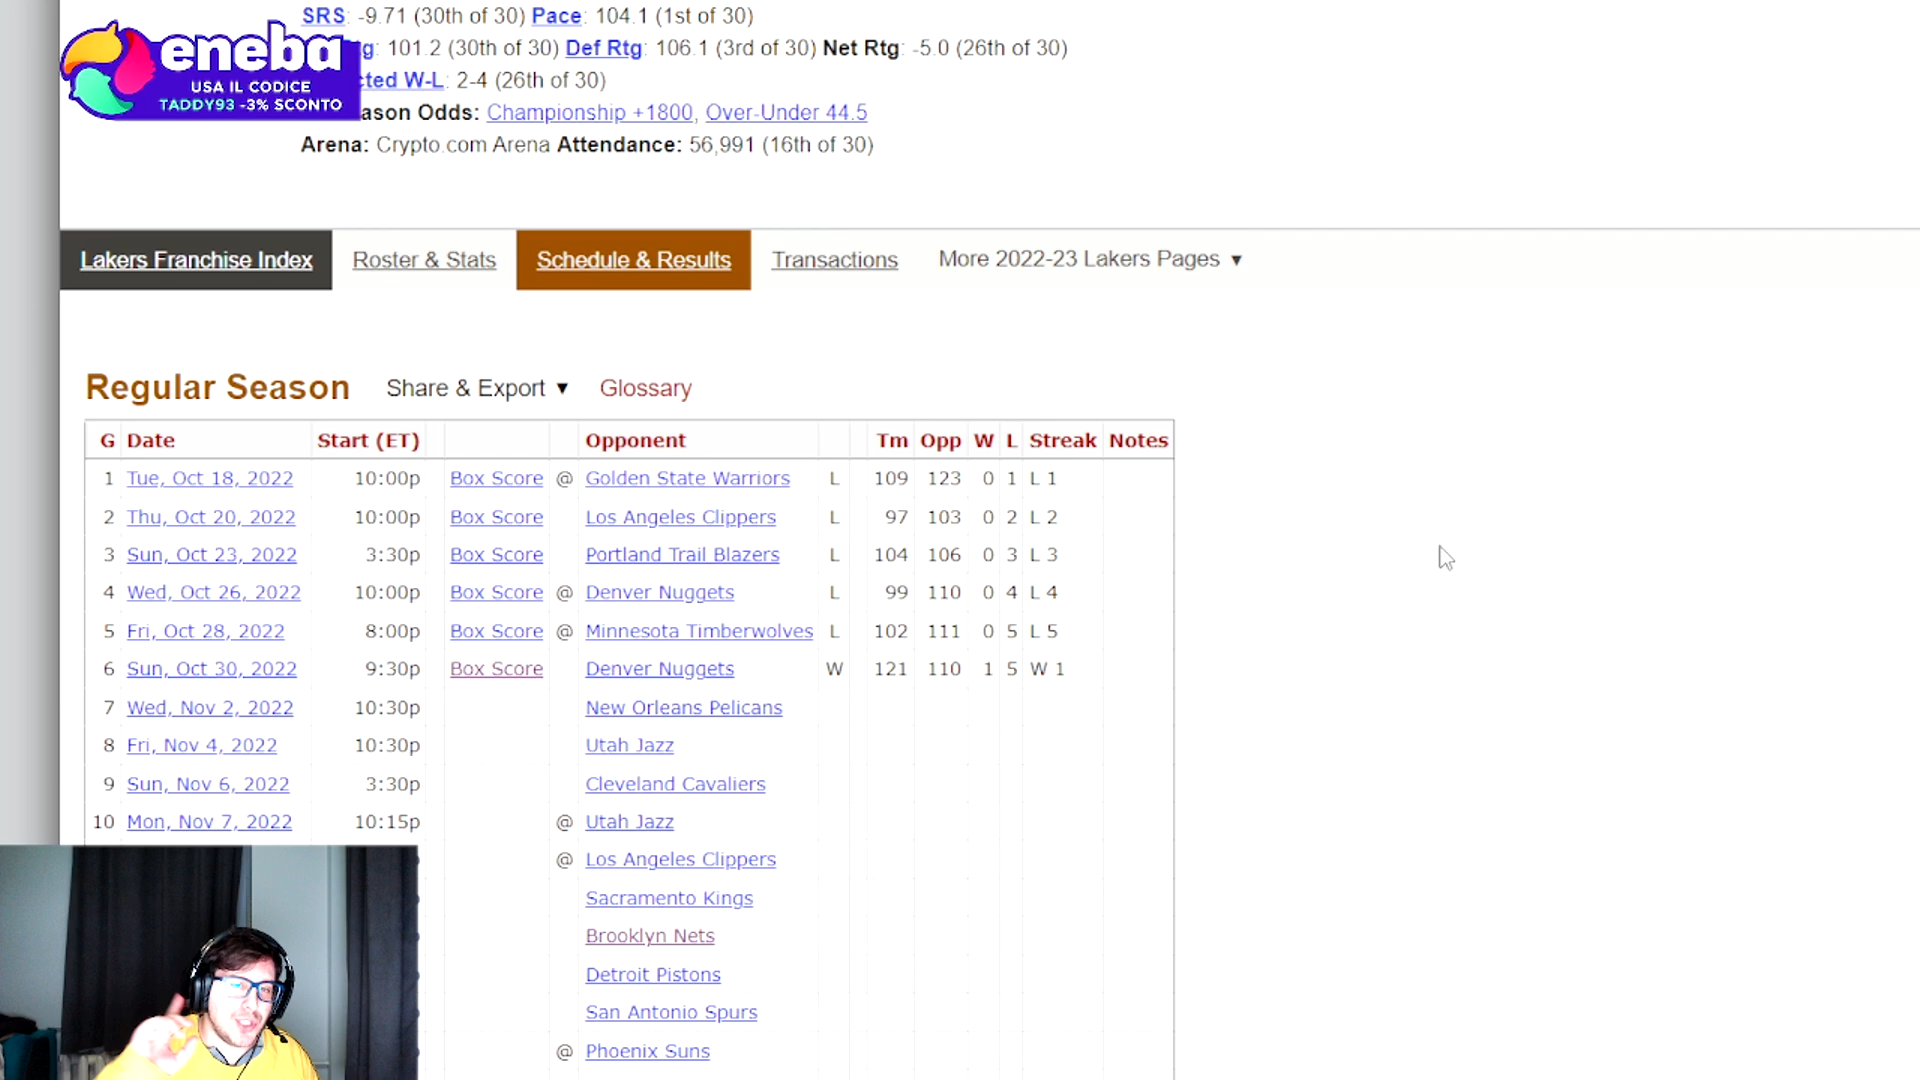 SRS: -9.71 (30th of 30) Pace: 104.1 (1st of 30)
g: 101.2 (30th of 30) Def Rtg: 106.1 (3rd of 30) Net Rtg: -5.0 (26th of 30)
cted W-L: 2-4 (26th of 30)
ason Odds: Championship +1800, Over-Under 44.5
Arena: Crypto.com Arena Attendance: 56,991 (16th of 30)
eneba
USA IL CODICE
TADDY93 -3% SCONTO
Lakers Franchise Index Roster & Stats Schedule & Results Transactions More 2022-23 Lakers Pages ▼
Regular Season Share & Export ▼ Glossary
G Date Start (ET) Opponent Tm Opp W L Streak Notes
1 Tue, Oct 18, 2022 10:00p Box Score @ Golden State Warriors L 109 123 0 1 L 1
2 Thu, Oct 20, 2022 10:00p Box Score Los Angeles Clippers L 97 103 0 2 L 2
3 Sun, Oct 23, 2022 3:30p Box Score Portland Trail Blazers L 104 106 0 3 L 3
4 Wed, Oct 26, 2022 10:00p Box Score @ Denver Nuggets L 99 110 0 4 L 4
5 Fri, Oct 28, 2022 8:00p Box Score @ Minnesota Timberwolves L 102 111 0 5 L 5
6 Sun, Oct 30, 2022 9:30p Box Score Denver Nuggets W 121 110 1 5 W 1
7 Wed, Nov 2, 2022 10:30p New Orleans Pelicans
8 Fri, Nov 4, 2022 10:30p Utah Jazz
9 Sun, Nov 6, 2022 3:30p Cleveland Cavaliers
10 Mon, Nov 7, 2022 10:15p @ Utah Jazz
@ Los Angeles Clippers
Sacramento Kings
Brooklyn Nets
Detroit Pistons
San Antonio Spurs
@ Phoenix Suns